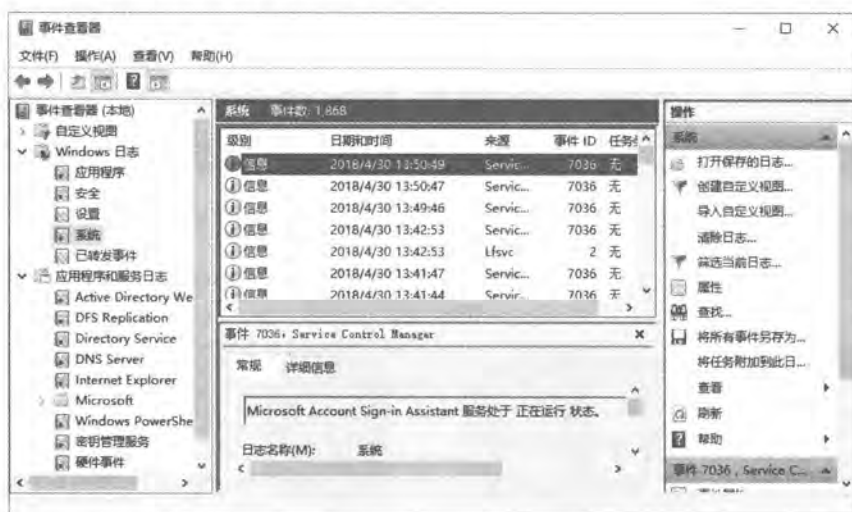 事件查看器
文件(F) 操作(A) 查看(V) 帮助(H)
事件查看器 (本地)
自定义视图
Windows 日志
应用程序
安全
设置
系统
已转发事件
应用程序和服务日志
Active Directory We
DFS Replication
Directory Service
DNS Server
Internet Explorer
Microsoft
Windows PowerShe
密钥管理服务
硬件事件
系统 事件数: 1,868
级别 日期和时间 来源 事件 ID 任务
信息 2018/4/30 13:50:49 Servic... 7036 无
信息 2018/4/30 13:50:47 Servic... 7036 无
信息 2018/4/30 13:49:46 Servic... 7036 无
信息 2018/4/30 13:42:53 Servic... 7036 无
信息 2018/4/30 13:42:53 Lfsvc 2 无
信息 2018/4/30 13:41:47 Servic... 7036 无
信息 2018/4/30 13:41:44 Servic... 7036 无
事件 7036, Service Control Manager
常规 详细信息
Microsoft Account Sign-in Assistant 服务处于 正在运行 状态。
日志名称(M): 系统
操作
系统
打开保存的日志...
创建自定义视图...
导入自定义视图...
清除日志...
筛选当前日志...
属性
查找...
将所有事件另存为...
将任务附加到此日...
查看
刷新
帮助
事件 7036, Service C...